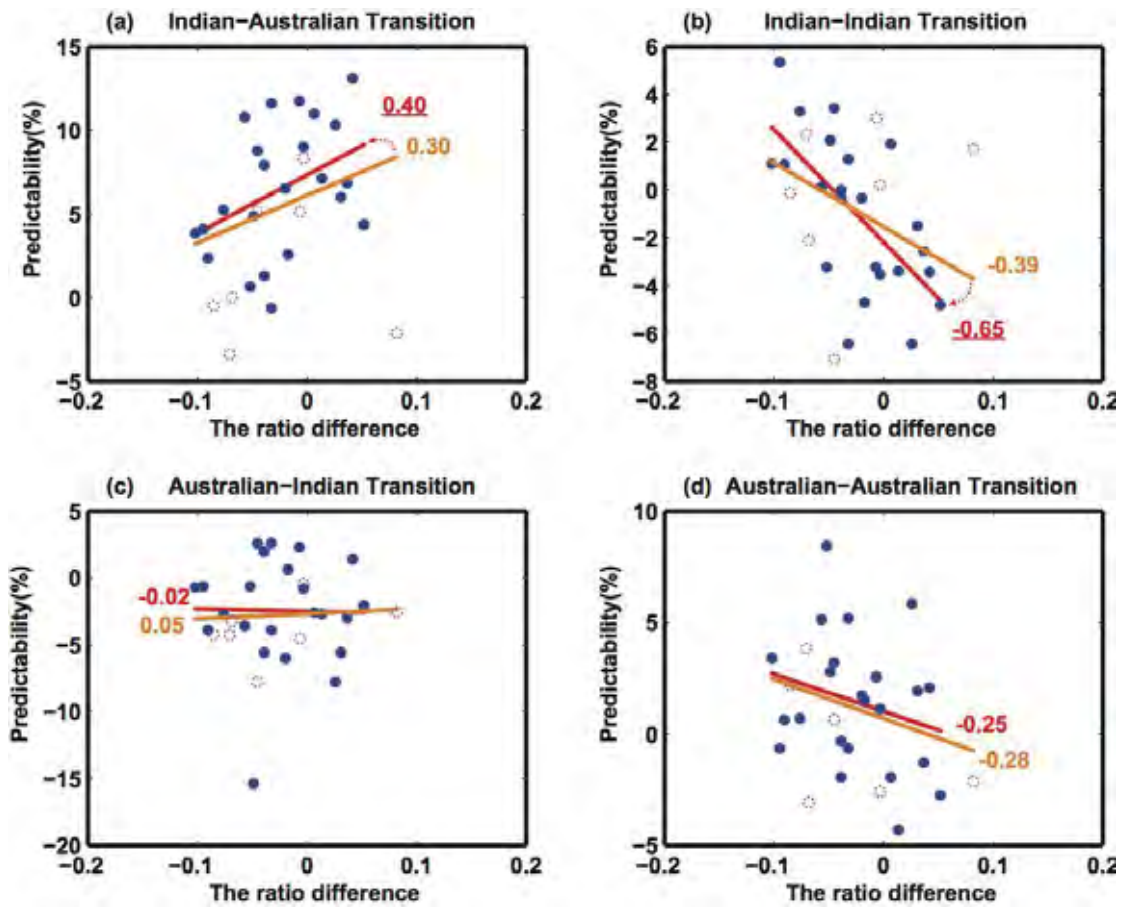 (a) Indian−Australian Transition
15
10
5
0
−5
Predictability(%)
0.40
0.30
−0.2 −0.1 0 0.1 0.2
The ratio difference
(b) Indian−Indian Transition
6
4
2
0
−2
−4
−6
−8
Predictability(%)
-0.39
-0.65
−0.2 −0.1 0 0.1 0.2
The ratio difference
(c) Australian−Indian Transition
5
0
−5
−10
−15
−20
Predictability(%)
-0.02
0.05
−0.2 −0.1 0 0.1 0.2
The ratio difference
(d) Australian−Australian Transition
10
5
0
−5
Predictability(%)
-0.25
-0.28
−0.2 −0.1 0 0.1 0.2
The ratio difference